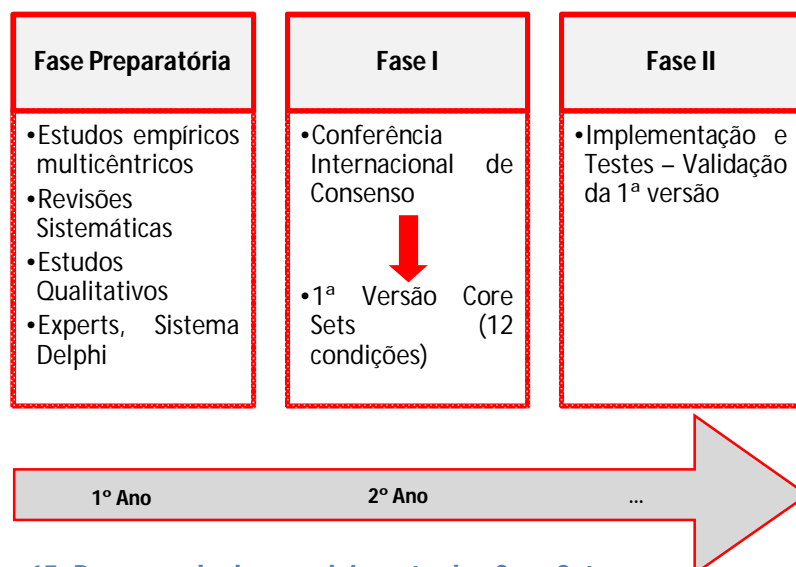 Fase Preparatória
•Estudos empíricos
multicêntricos
•Revisões
Sistemáticas
•Estudos
Qualitativos
•Experts, Sistema
Delphi
Fase I
•Conferência
Internacional de
Consenso
•1ª Versão Core
Sets (12
condições)
Fase II
•Implementação e
Testes – Validação
da 1ª versão
1º Ano 2º Ano ...